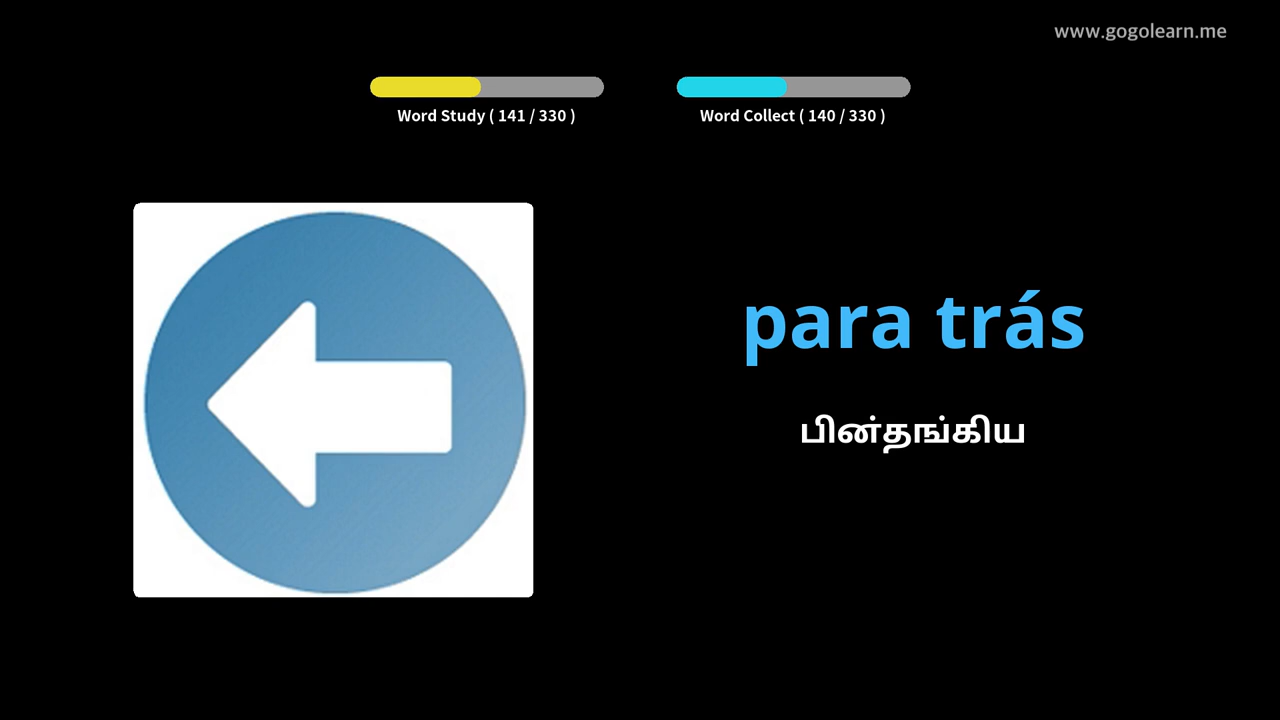 www.gogolearn.me
Word Study ( 141 / 330 )
Word Collect ( 140 / 330 )
para trás
பின்தங்கிய